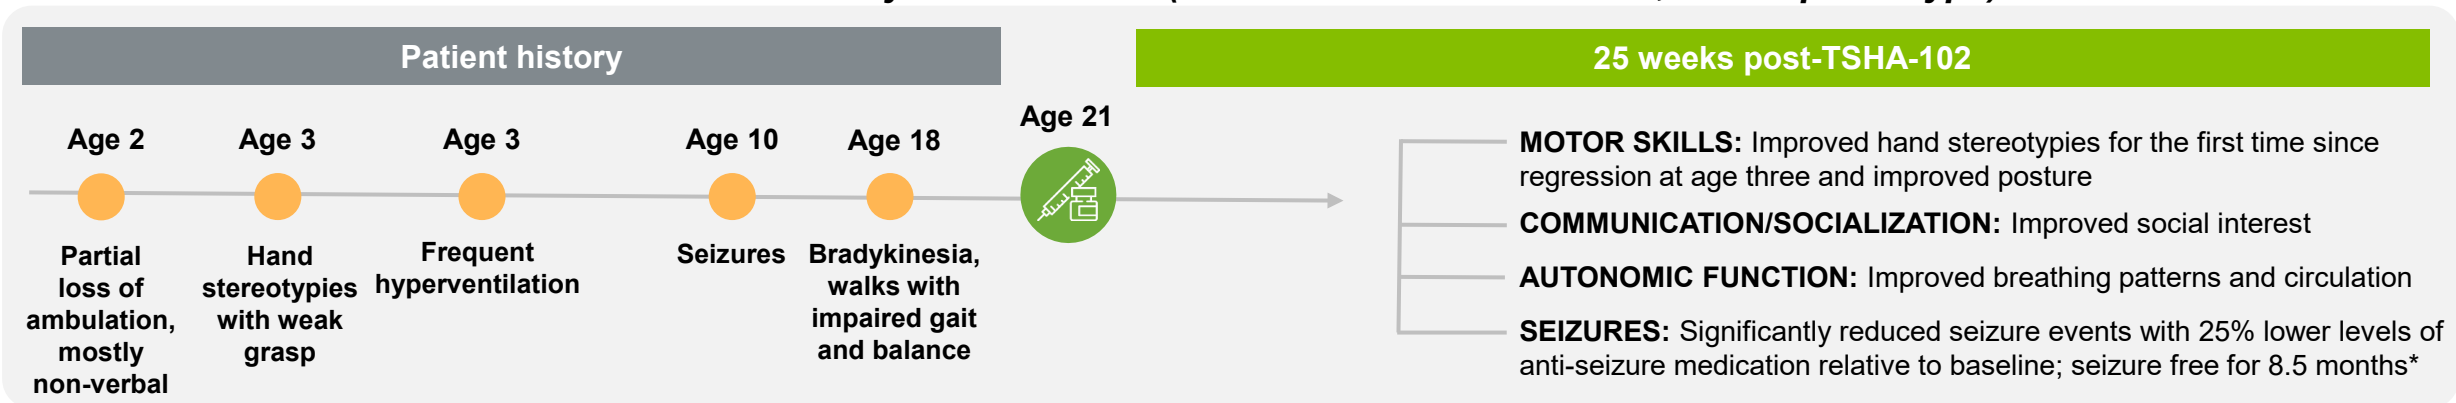 Patient history
25 weeks post-TSHA-102
Age 2
Age 3
Age 3
Age 10
Age 18
Age 21
Partial
loss of
ambulation,
mostly
non-verbal
Hand
stereotypies
with weak
grasp
Frequent
hyperventilation
Seizures
Bradykinesia,
walks with
impaired gait
and balance
MOTOR SKILLS: Improved hand stereotypies for the first time since
regression at age three and improved posture
COMMUNICATION/SOCIALIZATION: Improved social interest
AUTONOMIC FUNCTION: Improved breathing patterns and circulation
SEIZURES: Significantly reduced seizure events with 25% lower levels of
anti-seizure medication relative to baseline; seizure free for 8.5 months*